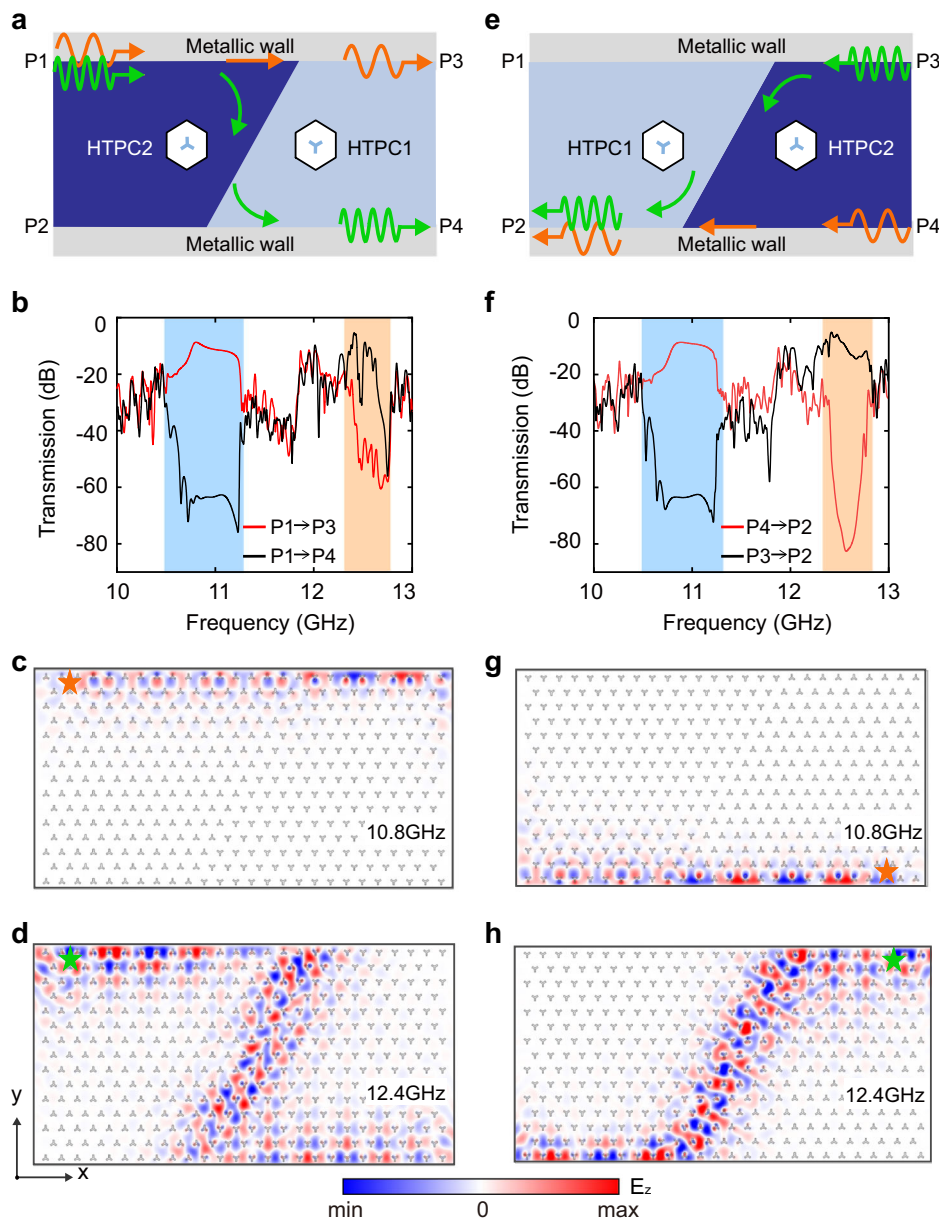 a
Metallic wall
P1
P3
HTPC2
HTPC1
P2
P4
Metallic wall
e
Metallic wall
P1
P3
HTPC1
HTPC2
P2
P4
Metallic wall
b
Transmission (dB)
0
-20
-40
-60
-80
P1→P3
P1→P4
10
11
12
13
Frequency (GHz)
f
Transmission (dB)
0
-20
-40
-60
-80
P4→P2
P3→P2
10
11
12
13
Frequency (GHz)
c
10.8GHz
g
10.8GHz
d
12.4GHz
h
12.4GHz
y
x
Ez
min
0
max